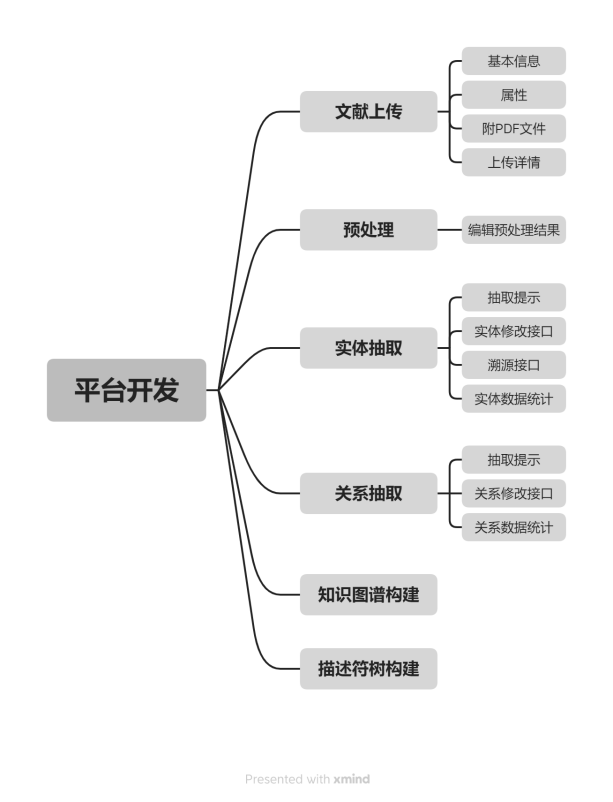 平台开发
文献上传
基本信息
属性
附PDF文件
上传详情
预处理
编辑预处理结果
实体抽取
抽取提示
实体修改接口
溯源接口
实体数据统计
关系抽取
抽取提示
关系修改接口
关系数据统计
知识图谱构建
描述符树构建
Presented with xmind